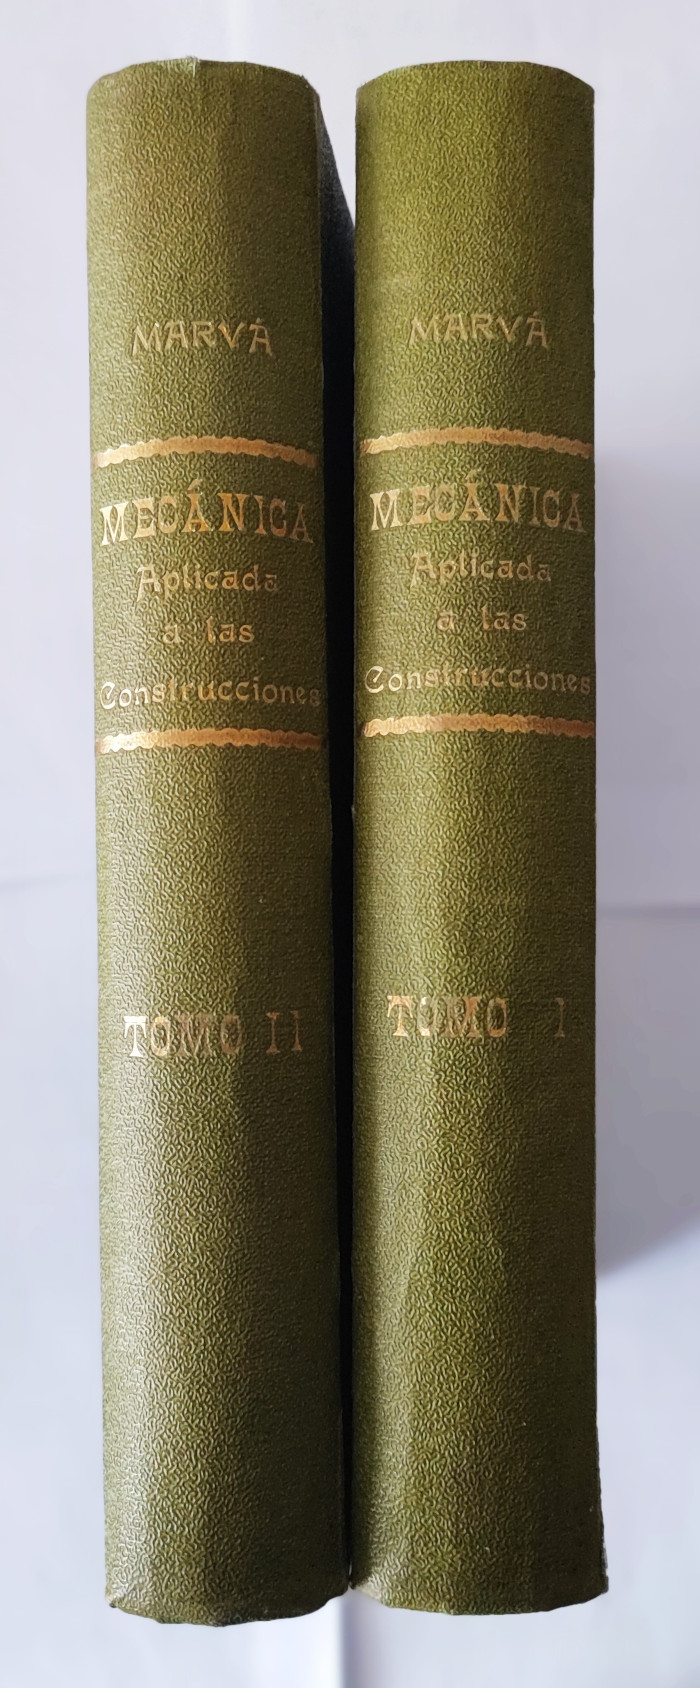 MARVÁ
MECÁNICA
Aplicada
a las
Construcciones
TOMO II
MARVÁ
MECÁNICA
Aplicada
a las
Construcciones
TOMO I